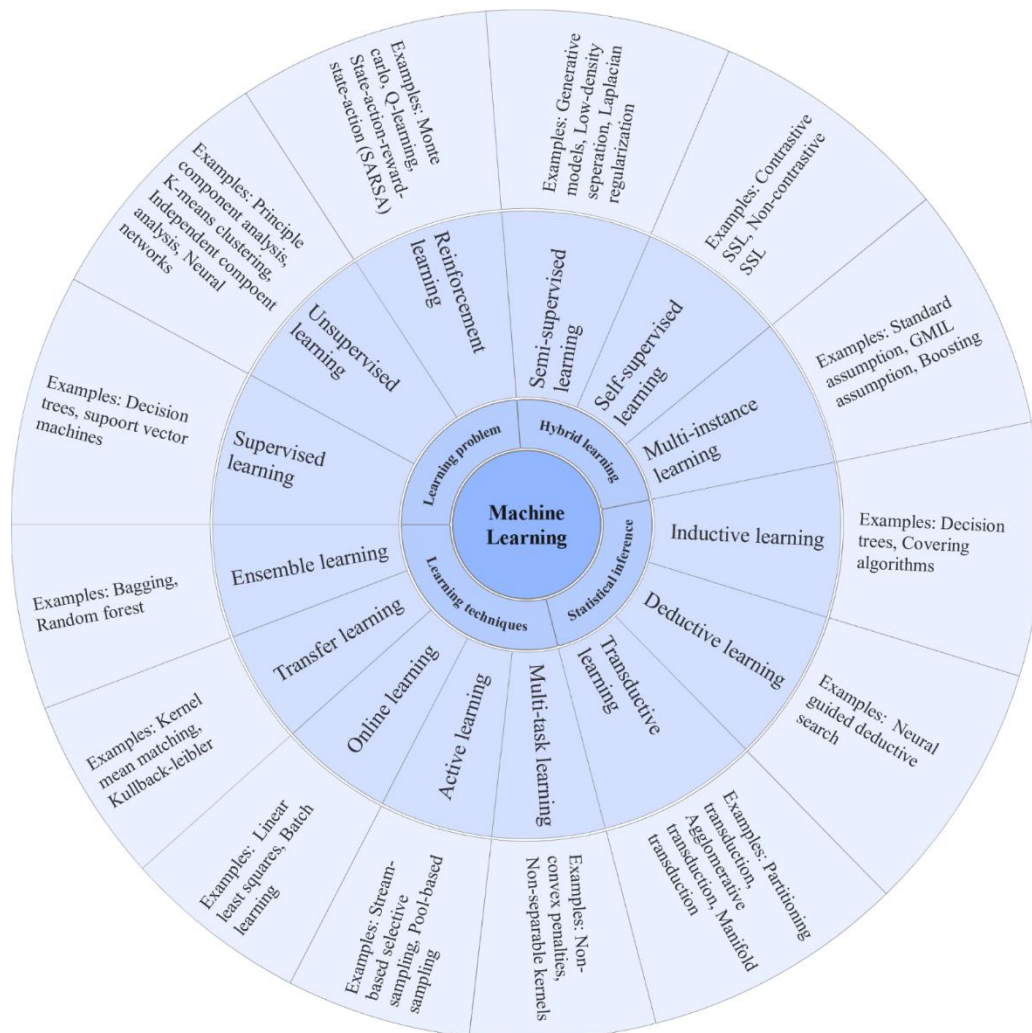 Machine
Learning
Learning problem
Hybrid learning
Statistical inference
Learning techniques
Supervised
learning
Unsupervised
learning
Reinforcement
learning
Semi-supervised
learning
Self-supervised
learning
Multi-instance
learning
Inductive learning
Deductive learning
Transductive
learning
Multi-task learning
Active learning
Online learning
Transfer learning
Ensemble learning
Examples: Decision
trees, supoort vector
machines
Examples: Principle
component analysis,
K-means clustering,
Independent compoent
analysis, Neural
networks
Examples: Monte
carlo, Q-learning,
State-action-reward-
state-action (SARSA)
Examples: Generative
models, Low-density
seperation, Laplacian
regularization
Examples: Contrastive
SSL, Non-contrastive
SSL
Examples: Standard
assumption, GMIL
assumption, Boosting
Examples: Decision
trees, Covering
algorithms
Examples: Neural
guided deductive
search
Examples: Partitioning
transduction,
Agglomerative
transduction, Manifold
transduction
Examples: Non-
convex penalties,
Non-separable kernels
Examples: Stream-
based selective
sampling, Pool-based
sampling
Examples: Linear
least squares, Batch
learning
Examples: Kernel
mean matching,
Kullback-leibler
Examples: Bagging,
Random forest